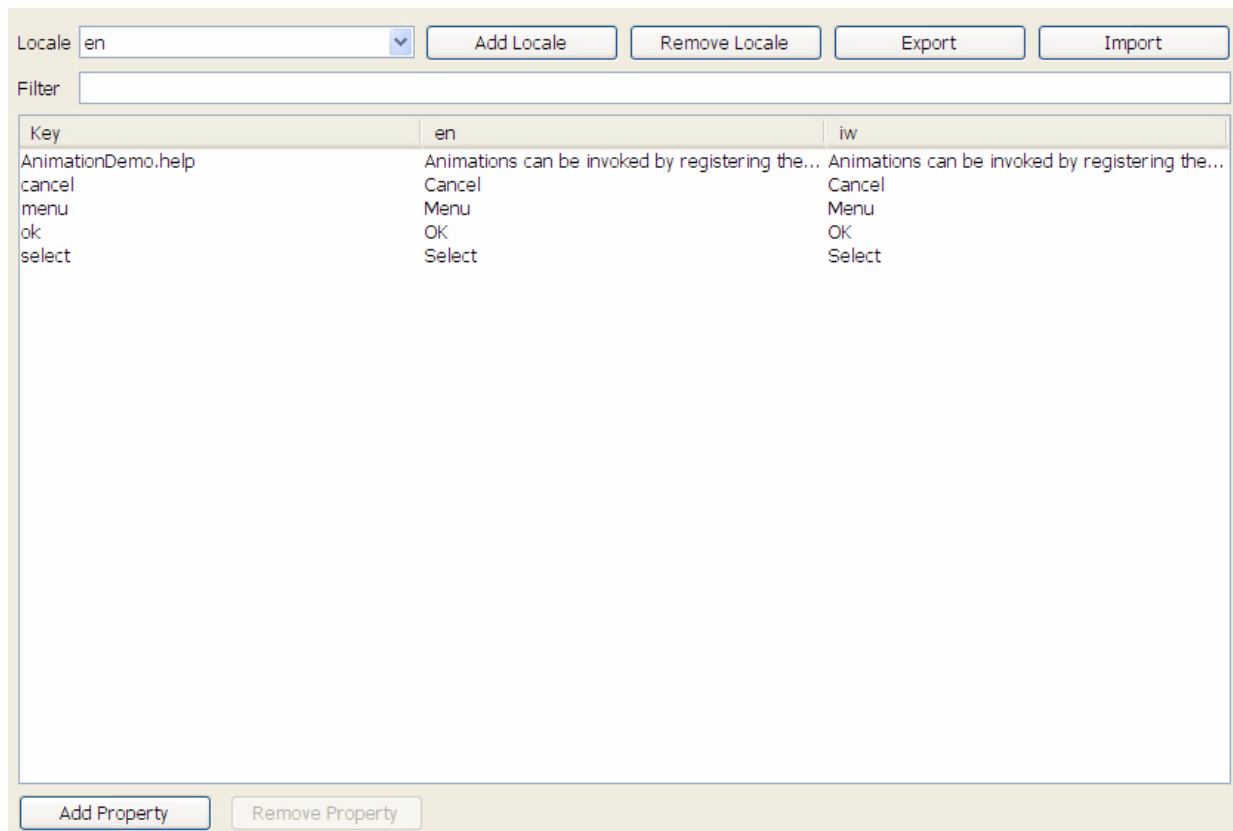 Locale en Add Locale Remove Locale Export Import
Filter
Key en iw
AnimationDemo.help Animations can be invoked by registering the... Animations can be invoked by registering the...
cancel Cancel Cancel
menu Menu Menu
ok OK OK
select Select Select
Add Property Remove Property